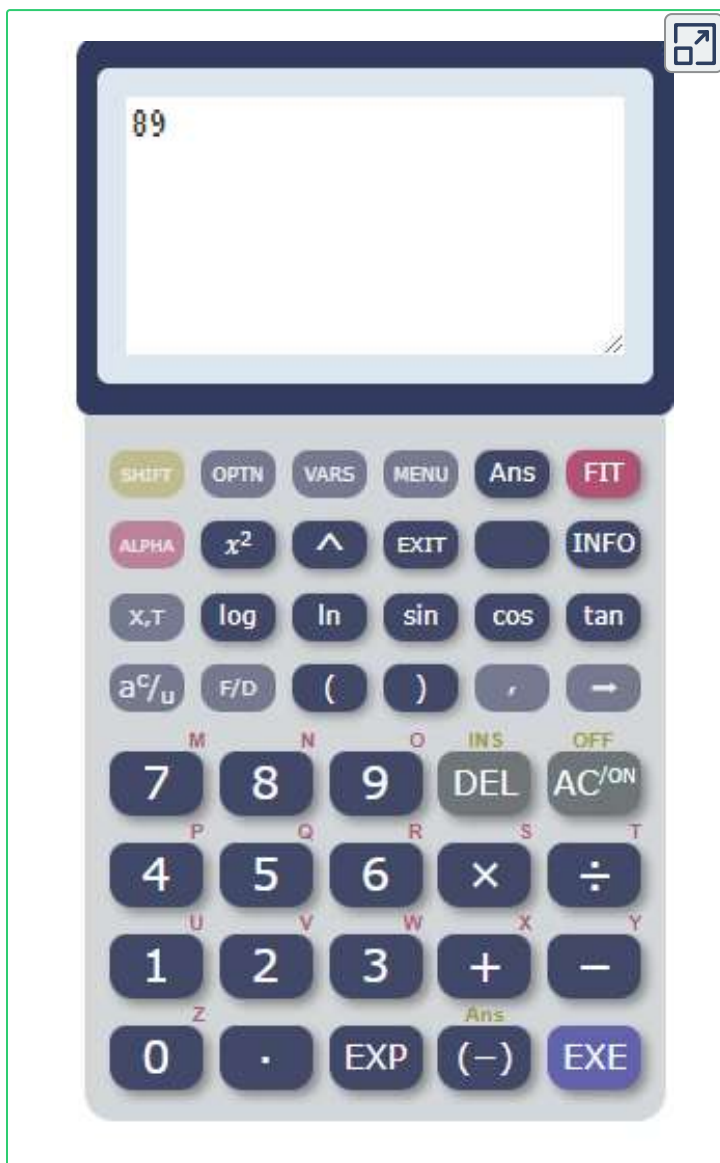 89
SHIFT OPTN VARS MENU Ans FIT
ALPHA x² ^ EXIT INFO
X,T log ln sin cos tan
aᶜ/ᵤ F/D ( ) , →
M N O INS OFF
7 8 9 DEL AC/ON
P Q R S T
4 5 6 × ÷
U V W X Y
1 2 3 + −
Z Ans
0 . EXP (−) EXE